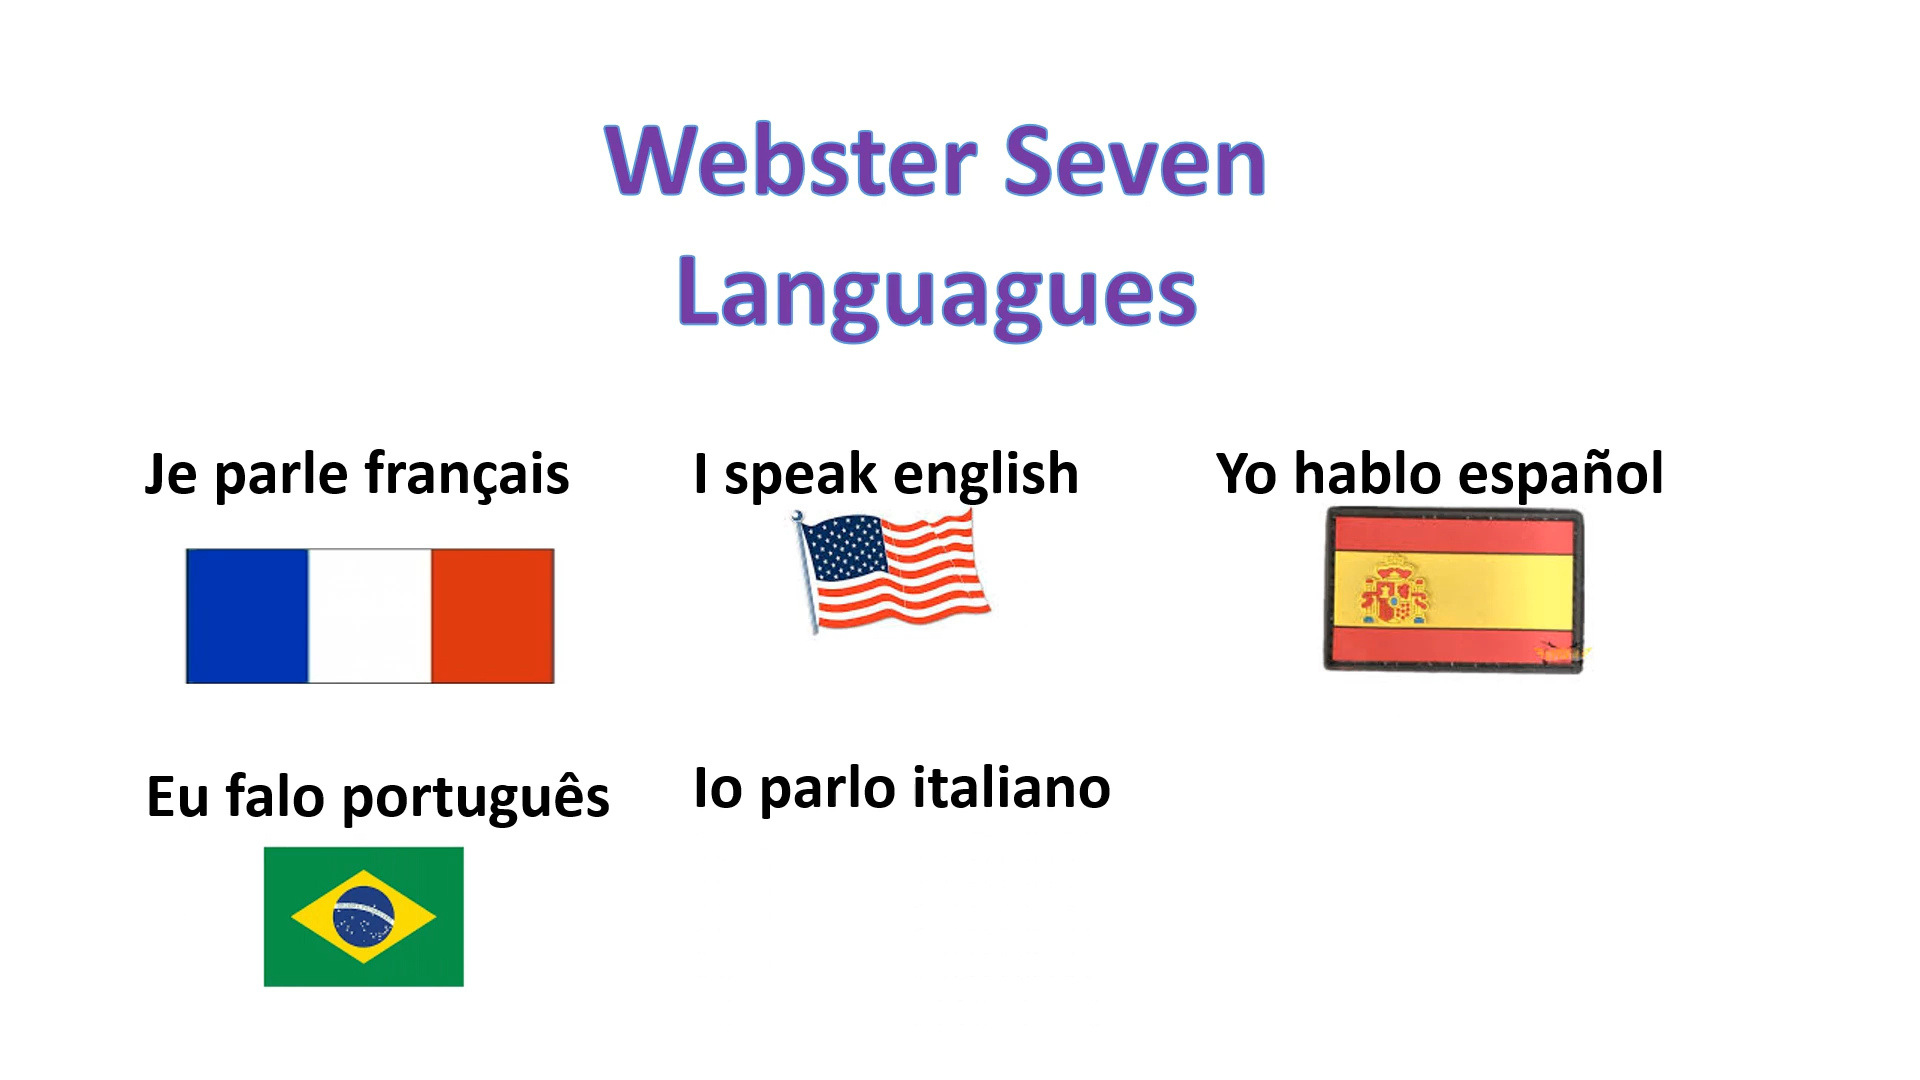 Webster Seven
Languagues
Je parle français
I speak english
Yo hablo español
Eu falo português
Io parlo italiano